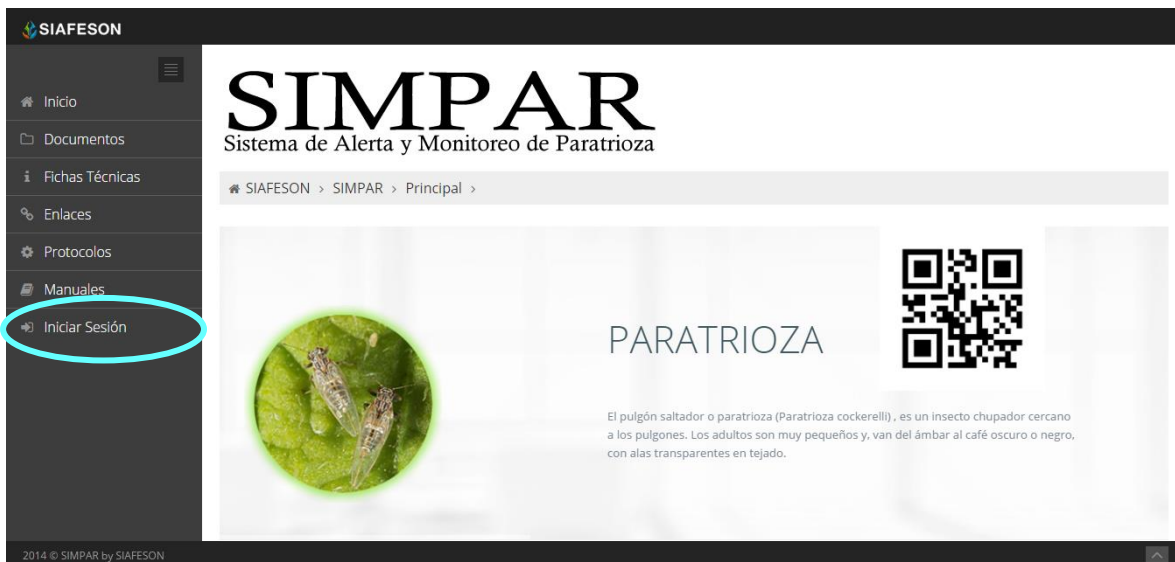 SIAFESON
Inicio
Documentos
Fichas Técnicas
Enlaces
Protocolos
Manuales
Iniciar Sesión
SIMPAR
Sistema de Alerta y Monitoreo de Paratrioza
SIAFESON > SIMPAR > Principal >
PARATRIOZA
El pulgón saltador o paratrioza (Paratrioza cockerelli) , es un insecto chupador cercano
a los pulgones. Los adultos son muy pequeños y, van del ámbar al café oscuro o negro,
con alas transparentes en tejado.
2014 © SIMPAR by SIAFESON